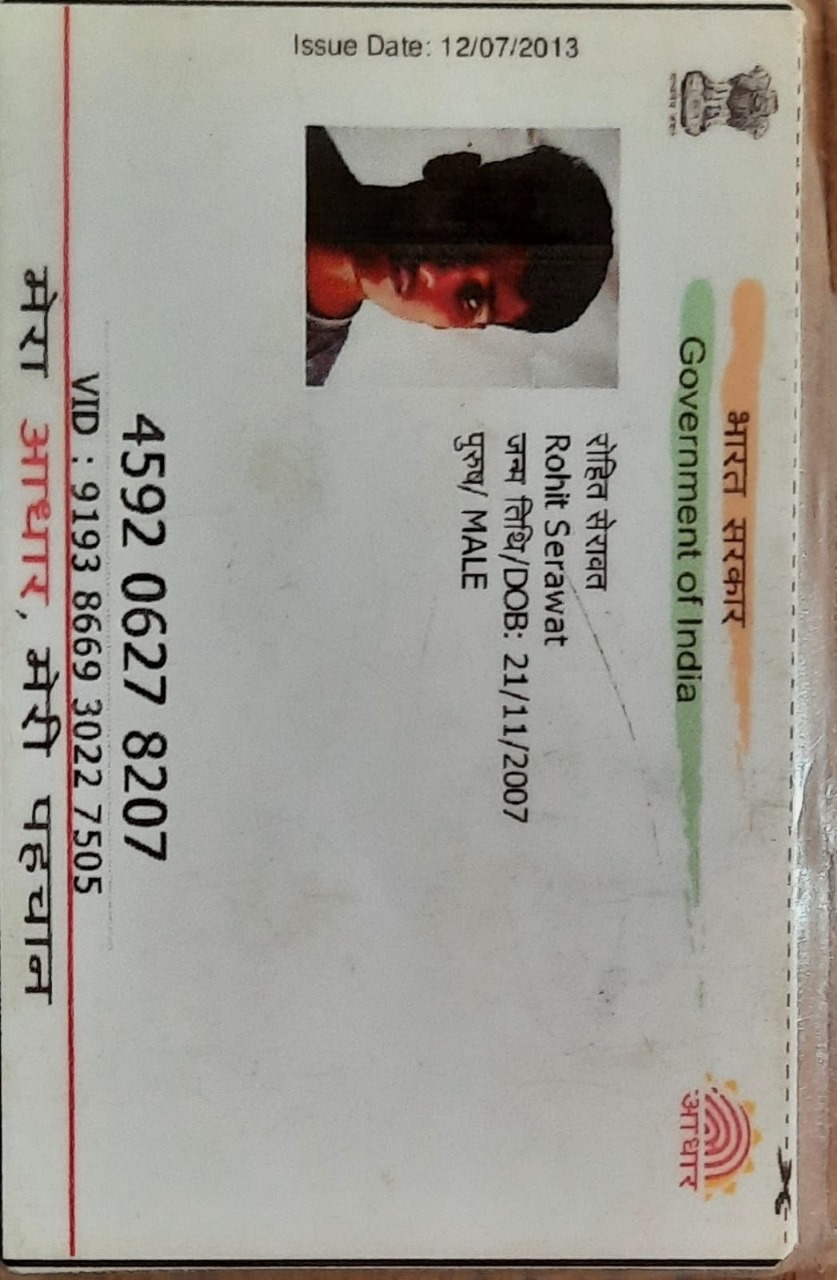 Issue Date: 12/07/2013
भारत सरकार
Government of India
रोहित सेरावत
Rohit Serawat
जन्म तिथि/DOB: 21/11/2007
पुरुष/ MALE
आधार
4592 0627 8207
VID : 9193 8669 3022 7505
मेरा आधार, मेरी पहचान